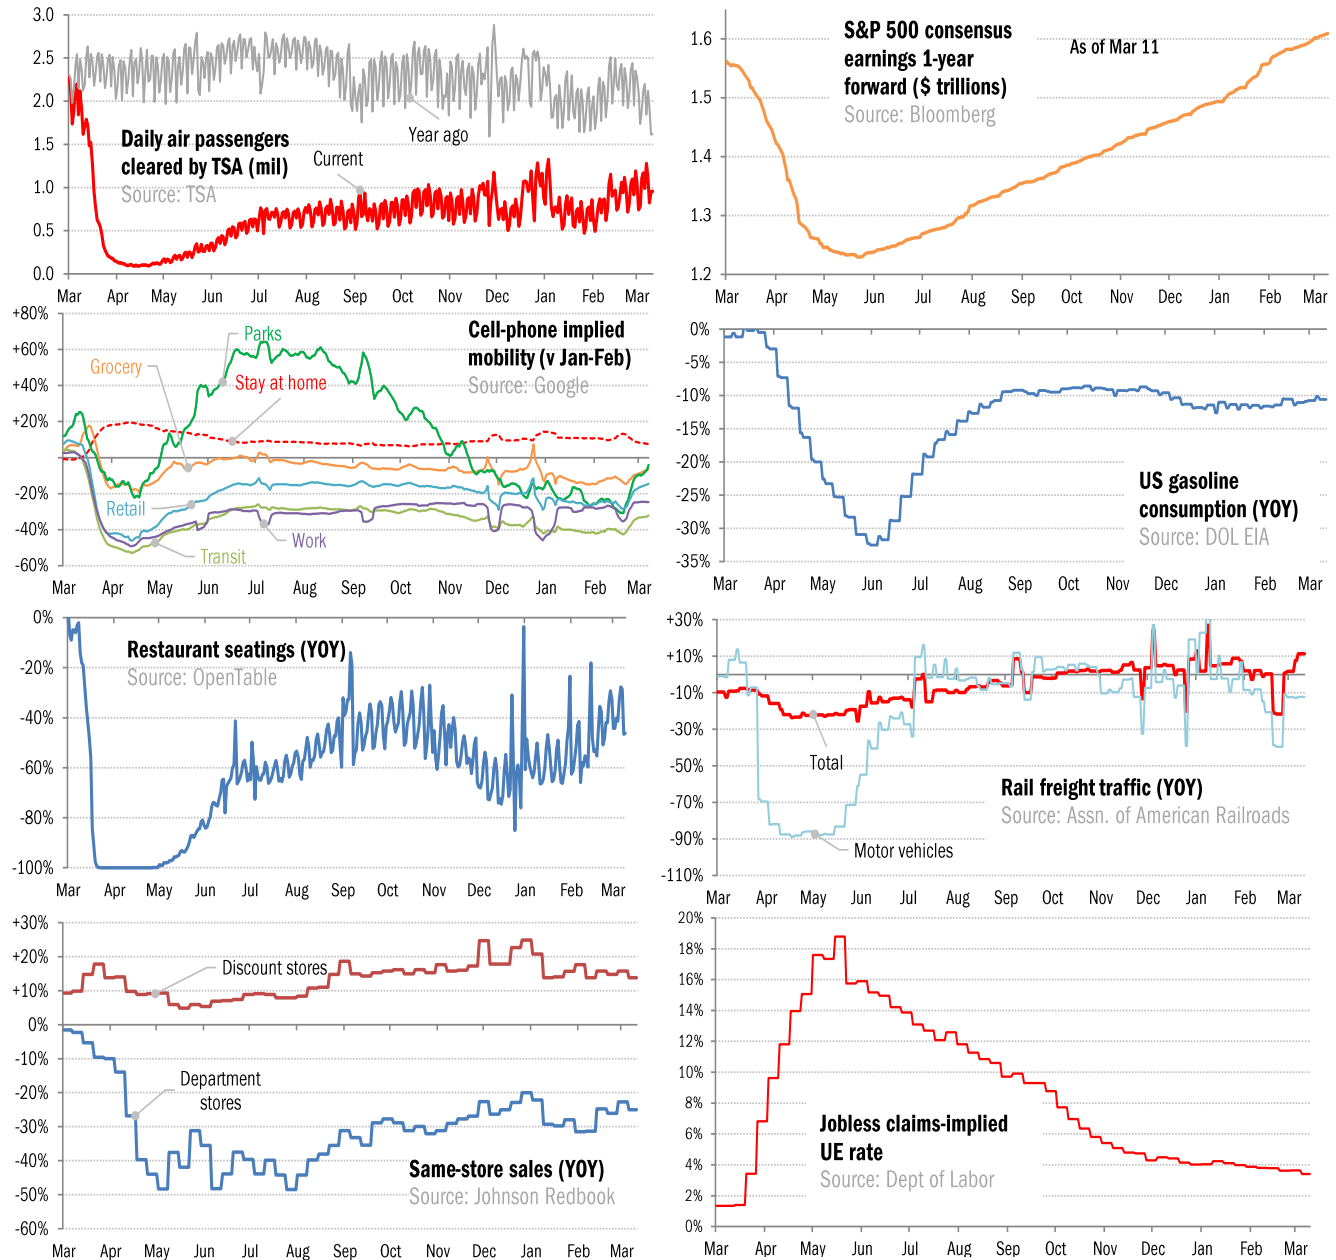 3.0
2.5
2.0
1.5
1.0
0.5
0.0
Daily air passengers
cleared by TSA (mil)
Source: TSA
Current
Year ago
Mar Apr May Jun Jul Aug Sep Oct Nov Dec Jan Feb Mar
1.6
1.5
1.4
1.3
1.2
S&P 500 consensus
earnings 1-year
forward ($ trillions)
Source: Bloomberg
As of Mar 11
Mar Apr May Jun Jul Aug Sep Oct Nov Dec Jan Feb Mar
+80%
+60%
+40%
+20%
-20%
-40%
-60%
Cell-phone implied
mobility (v Jan-Feb)
Source: Google
Parks
Grocery
Stay at home
Retail
Work
Transit
Mar Apr May Jun Jul Aug Sep Oct Nov Dec Jan Feb Mar
0%
-5%
-10%
-15%
-20%
-25%
-30%
-35%
US gasoline
consumption (YOY)
Source: DOL EIA
Mar Apr May Jun Jul Aug Sep Oct Nov Dec Jan Feb Mar
0%
-20%
-40%
-60%
-80%
-100%
Restaurant seatings (YOY)
Source: OpenTable
Mar Apr May Jun Jul Aug Sep Oct Nov Dec Jan Feb Mar
+30%
+10%
-10%
-30%
-50%
-70%
-90%
-110%
Total
Rail freight traffic (YOY)
Source: Assn. of American Railroads
Motor vehicles
Mar Apr May Jun Jul Aug Sep Oct Nov Dec Jan Feb Mar
+30%
+20%
+10%
0%
-10%
-20%
-30%
-40%
-50%
-60%
Discount stores
Department
stores
Same-store sales (YOY)
Source: Johnson Redbook
Mar Apr May Jun Jul Aug Sep Oct Nov Dec Jan Feb Mar
20%
18%
16%
14%
12%
10%
8%
6%
4%
2%
0%
Jobless claims-implied
UE rate
Source: Dept of Labor
Mar Apr May Jun Jul Aug Sep Oct Nov Dec Jan Feb Mar